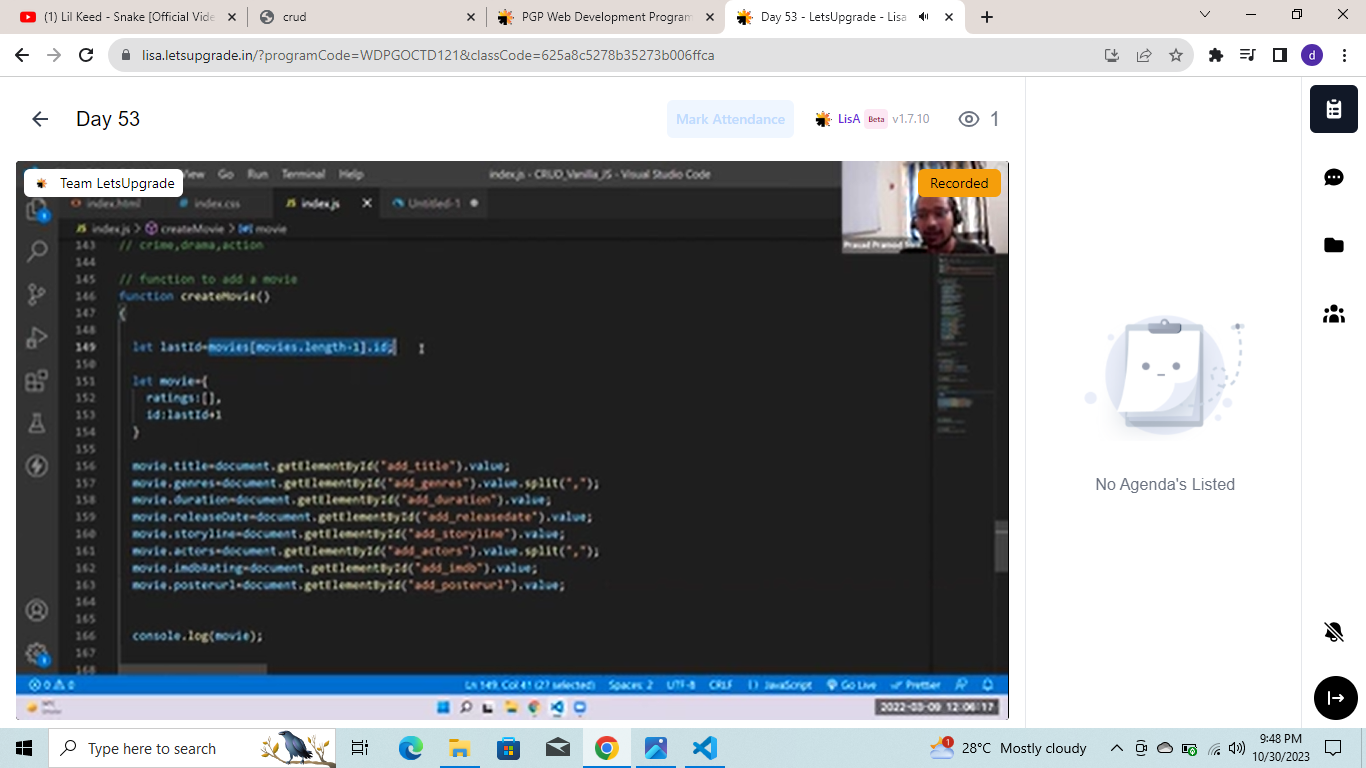 (1) Lil Keed - Snake [Official Vide
crud
PGP Web Development Program
Day 53 - LetsUpgrade - Lisa
lisa.letsupgrade.in/?programCode=WDPGOCTD121&classCode=625a8c5278b35273b006ffca
d
Day 53
Mark Attendance
LisA Beta v1.7.10
1
Team LetsUpgrade
View Go Run Terminal Help
index.js - CRUD_Vanilla_JS - Visual Studio Code
Recorded
index.html
index.css
JS index.js
Untitled-1
JS index.js > createMovie > movie
Prasad Pramod
143 // crime,drama,action
144
145 // function to add a movie
146 function createMovie()
147 {
148
149 let lastId=movies[movies.length-1].id;
150
151 let movie={
152 ratings:[],
153 id:lastId+1
154 }
155
156 movie.title=document.getElementById("add_title").value;
157 movie.genres=document.getElementById("add_genres").value.split(",");
158 movie.duration=document.getElementById("add_duration").value;
159 movie.releaseDate=document.getElementById("add_releasedate").value;
160 movie.storyline=document.getElementById("add_storyline").value;
161 movie.actors=document.getElementById("add_actors").value.split(",");
162 movie.imdbRating=document.getElementById("add_imdb").value;
163 movie.posterurl=document.getElementById("add_posterurl").value;
164
165
166 console.log(movie);
167
168
0 0 Ln 149, Col 41 (27 selected) Spaces: 2 UTF-8 CRLF {} JavaScript Go Live Prettier
2022-03-09 12:06:17
No Agenda's Listed
Type here to search
1
28°C Mostly cloudy
9:48 PM
10/30/2023